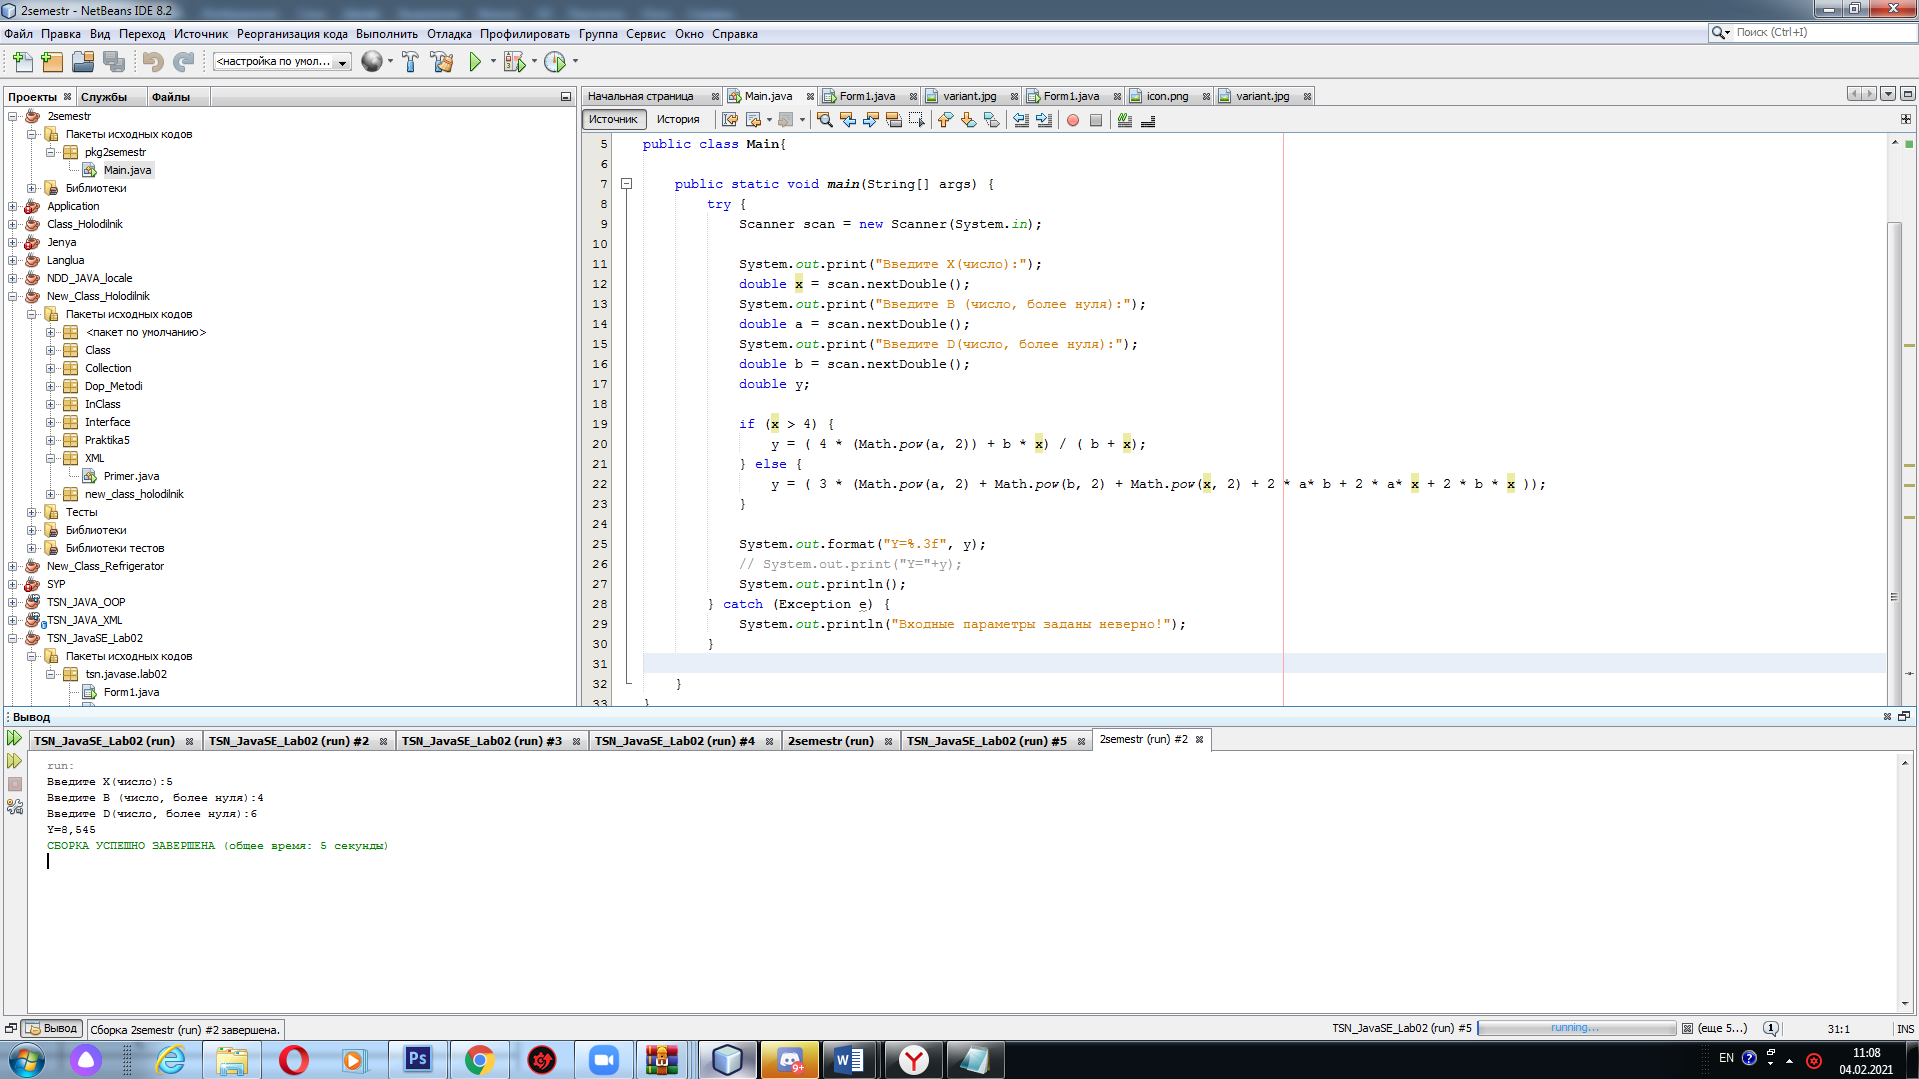 2semestr - NetBeans IDE 8.2
Файл Правка Вид Переход Источник Реорганизация кода Выполнить Отладка Профилировать Группа Сервис Окно Справка
Поиск (Ctrl+I)
<настройка по умол...
Проекты Службы Файлы
2semestr
Пакеты исходных кодов
pkg2semestr
Main.java
Библиотеки
Application
Class_Holodilnik
Jenya
Langlua
NDD_JAVA_locale
New_Class_Holodilnik
Пакеты исходных кодов
<пакет по умолчанию>
Class
Collection
Dop_Metodi
InClass
Interface
Praktika5
XML
Primer.java
new_class_holodilnik
Тесты
Библиотеки
Библиотеки тестов
New_Class_Refrigerator
SYP
TSN_JAVA_OOP
TSN_JAVA_XML
TSN_JavaSE_Lab02
Пакеты исходных кодов
tsn.javase.lab02
Form1.java
Начальная страница Main.java Form1.java variant.jpg Form1.java icon.png variant.jpg
Источник История
5 public class Main{
6
7 public static void main(String[] args) {
8 try {
9 Scanner scan = new Scanner(System.in);
10
11 System.out.print("Введите X(число):");
12 double x = scan.nextDouble();
13 System.out.print("Введите B (число, более нуля):");
14 double a = scan.nextDouble();
15 System.out.print("Введите D(число, более нуля):");
16 double b = scan.nextDouble();
17 double y;
18
19 if (x > 4) {
20 y = ( 4 * (Math.pow(a, 2)) + b * x) / ( b + x);
21 } else {
22 y = ( 3 * (Math.pow(a, 2) + Math.pow(b, 2) + Math.pow(x, 2) + 2 * a* b + 2 * a* x + 2 * b * x ));
23 }
24
25 System.out.format("Y=%.3f", y);
26 // System.out.print("Y="+y);
27 System.out.println();
28 } catch (Exception e) {
29 System.out.println("Входные параметры заданы неверно!");
30 }
31
32 }
33 }
Вывод
TSN_JavaSE_Lab02 (run) TSN_JavaSE_Lab02 (run) #2 TSN_JavaSE_Lab02 (run) #3 TSN_JavaSE_Lab02 (run) #4 2semestr (run) TSN_JavaSE_Lab02 (run) #5 2semestr (run) #2
run:
Введите X(число):5
Введите B (число, более нуля):4
Введите D(число, более нуля):6
Y=8,545
СБОРКА УСПЕШНО ЗАВЕРШЕНА (общее время: 5 секунды)
Вывод Сборка 2semestr (run) #2 завершена. TSN_JavaSE_Lab02 (run) #5 running... (еще 5...) 1 31:1 INS
Ps 9+ W Y EN 11:08
04.02.2021